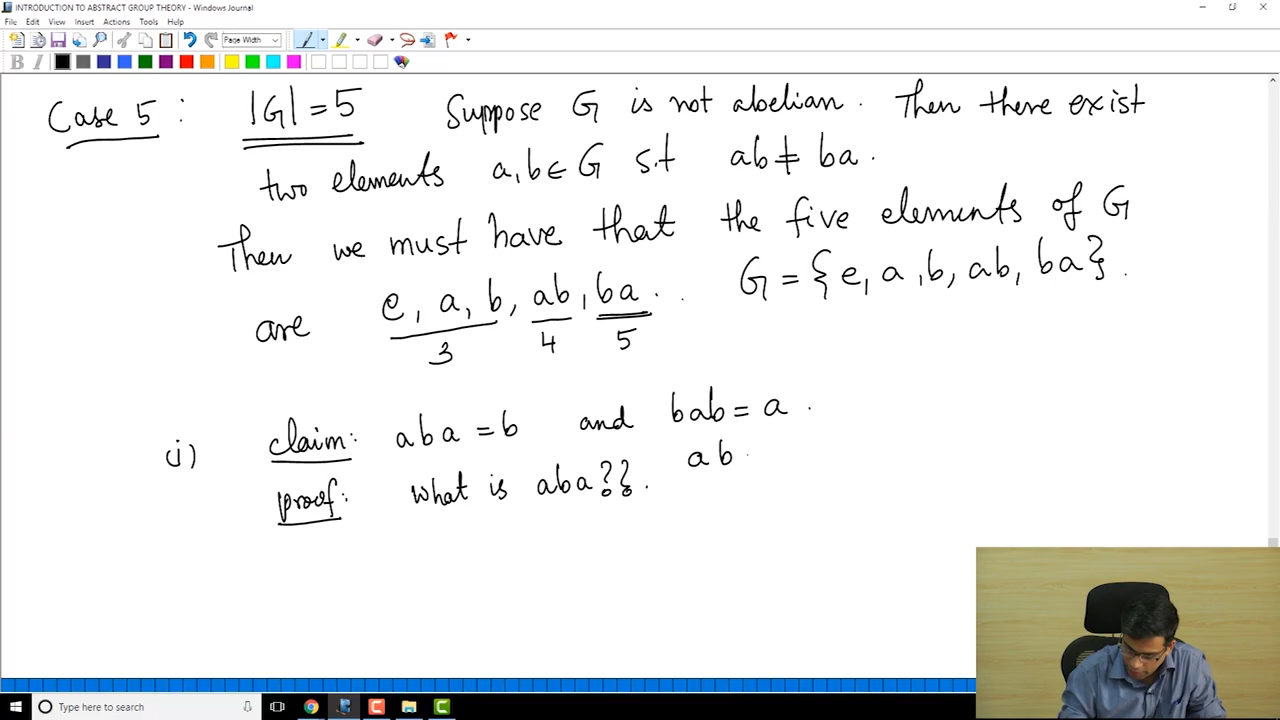 INTRODUCTION TO ABSTRACT GROUP THEORY - Windows Journal
File Edit View Insert Actions Tools Help
Page Width
B I
Case 5 : |G| = 5 Suppose G is not abelian. Then there exist
two elements a, b ∈ G s.t ab ≠ ba.
Then we must have that the five elements of G
are e, a, b, ab, ba. G = {e, a, b, ab, ba}.
3 4 5
(1) claim: aba = b and bab = a.
proof: what is aba??. ab
Type here to search